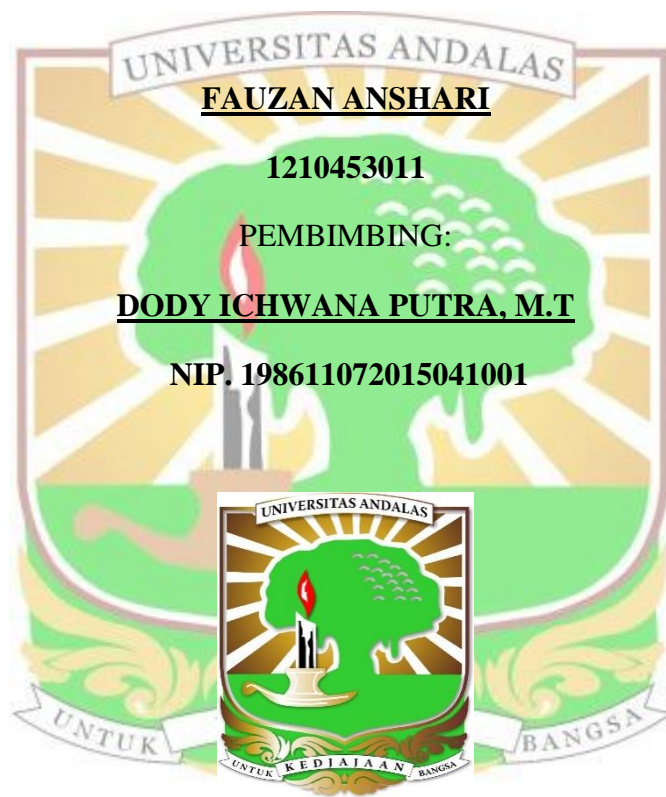 UNIVERSITAS ANDALAS
FAUZAN ANSHARI
1210453011
PEMBIMBING:
DODY ICHWANA PUTRA, M.T
NIP. 198611072015041001
UNIVERSITAS ANDALAS
UNTUK BANGSA
UNTUK KEDJAJAAN BANGSA